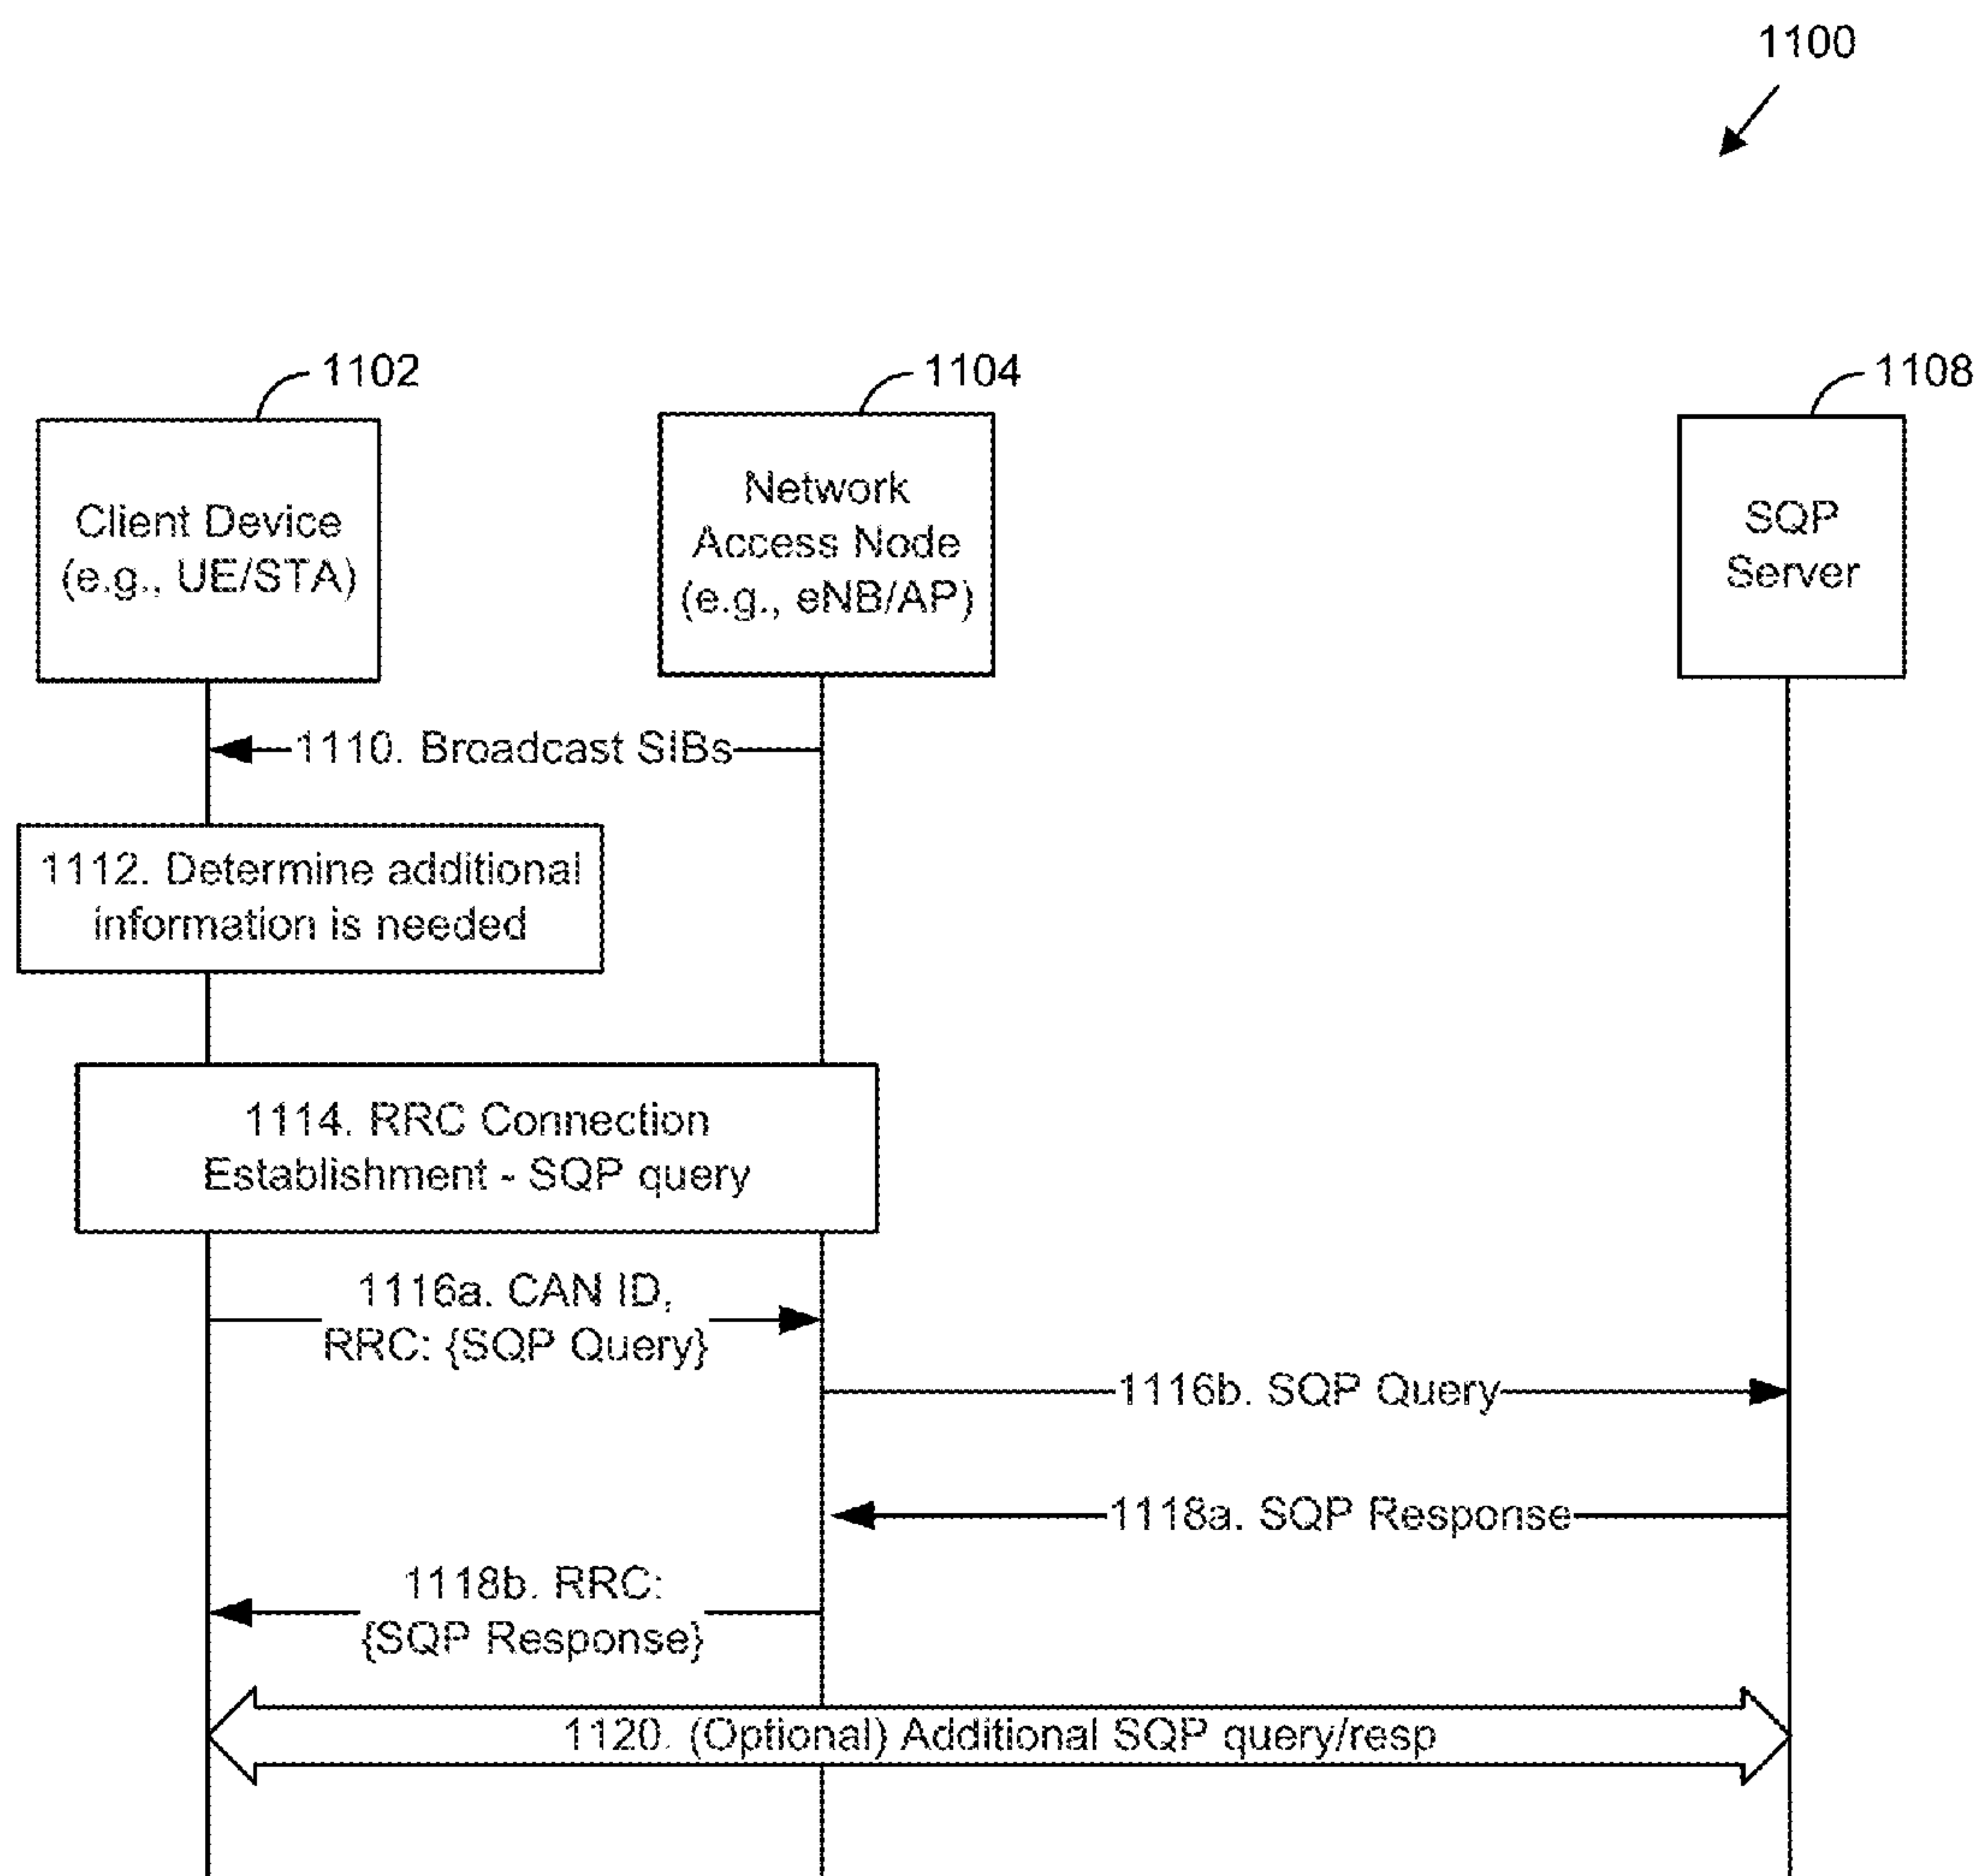 1100
1102
1104
1108
Client Device
(e.g., UE/STA)
Network
Access Node
(e.g., eNB/AP)
SQP
Server
1110. Broadcast SIBs
1112. Determine additional
information is needed
1114. RRC Connection
Establishment - SQP query
1116a. CAN ID,
RRC: {SQP Query}
1116b. SQP Query
1118a. SQP Response
1118b. RRC:
{SQP Response}
1120. (Optional) Additional SQP query/resp